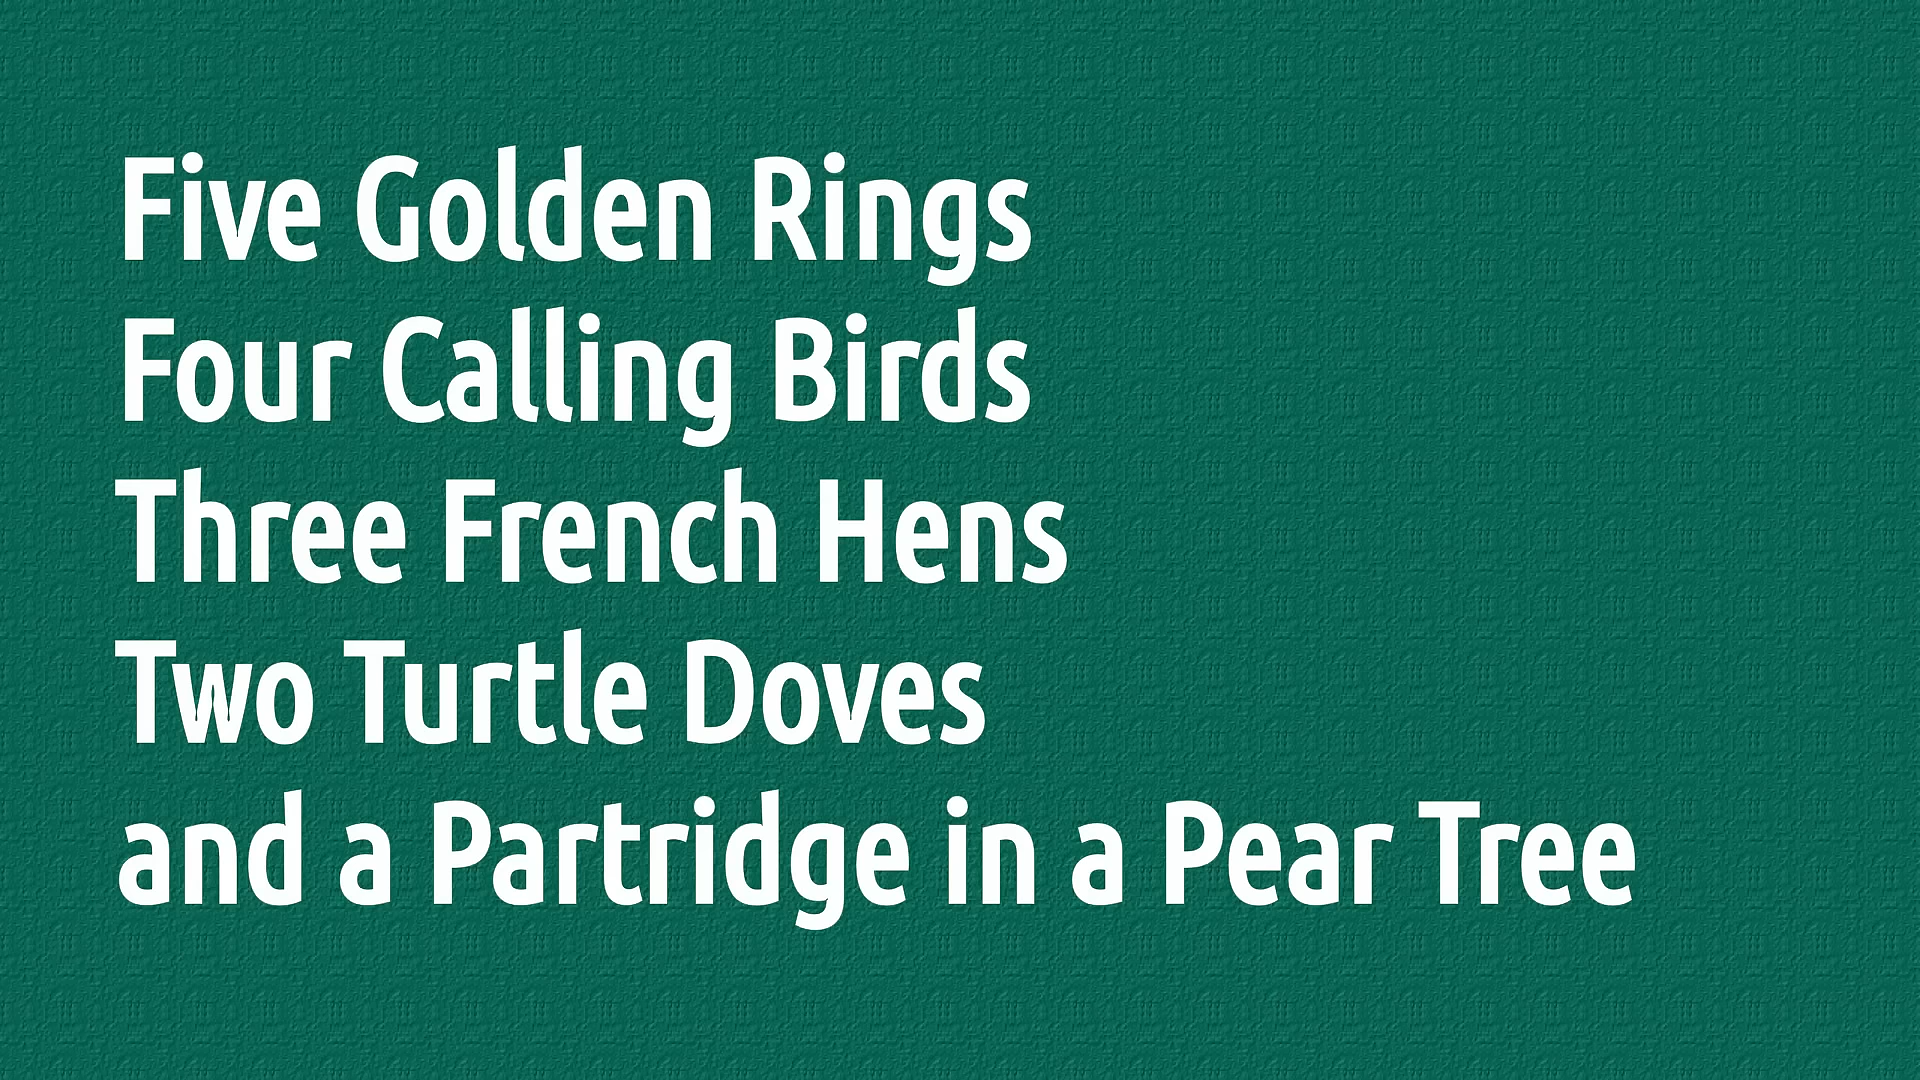 Five Golden Rings
Four Calling Birds
Three French Hens
Two Turtle Doves
and a Partridge in a Pear Tree